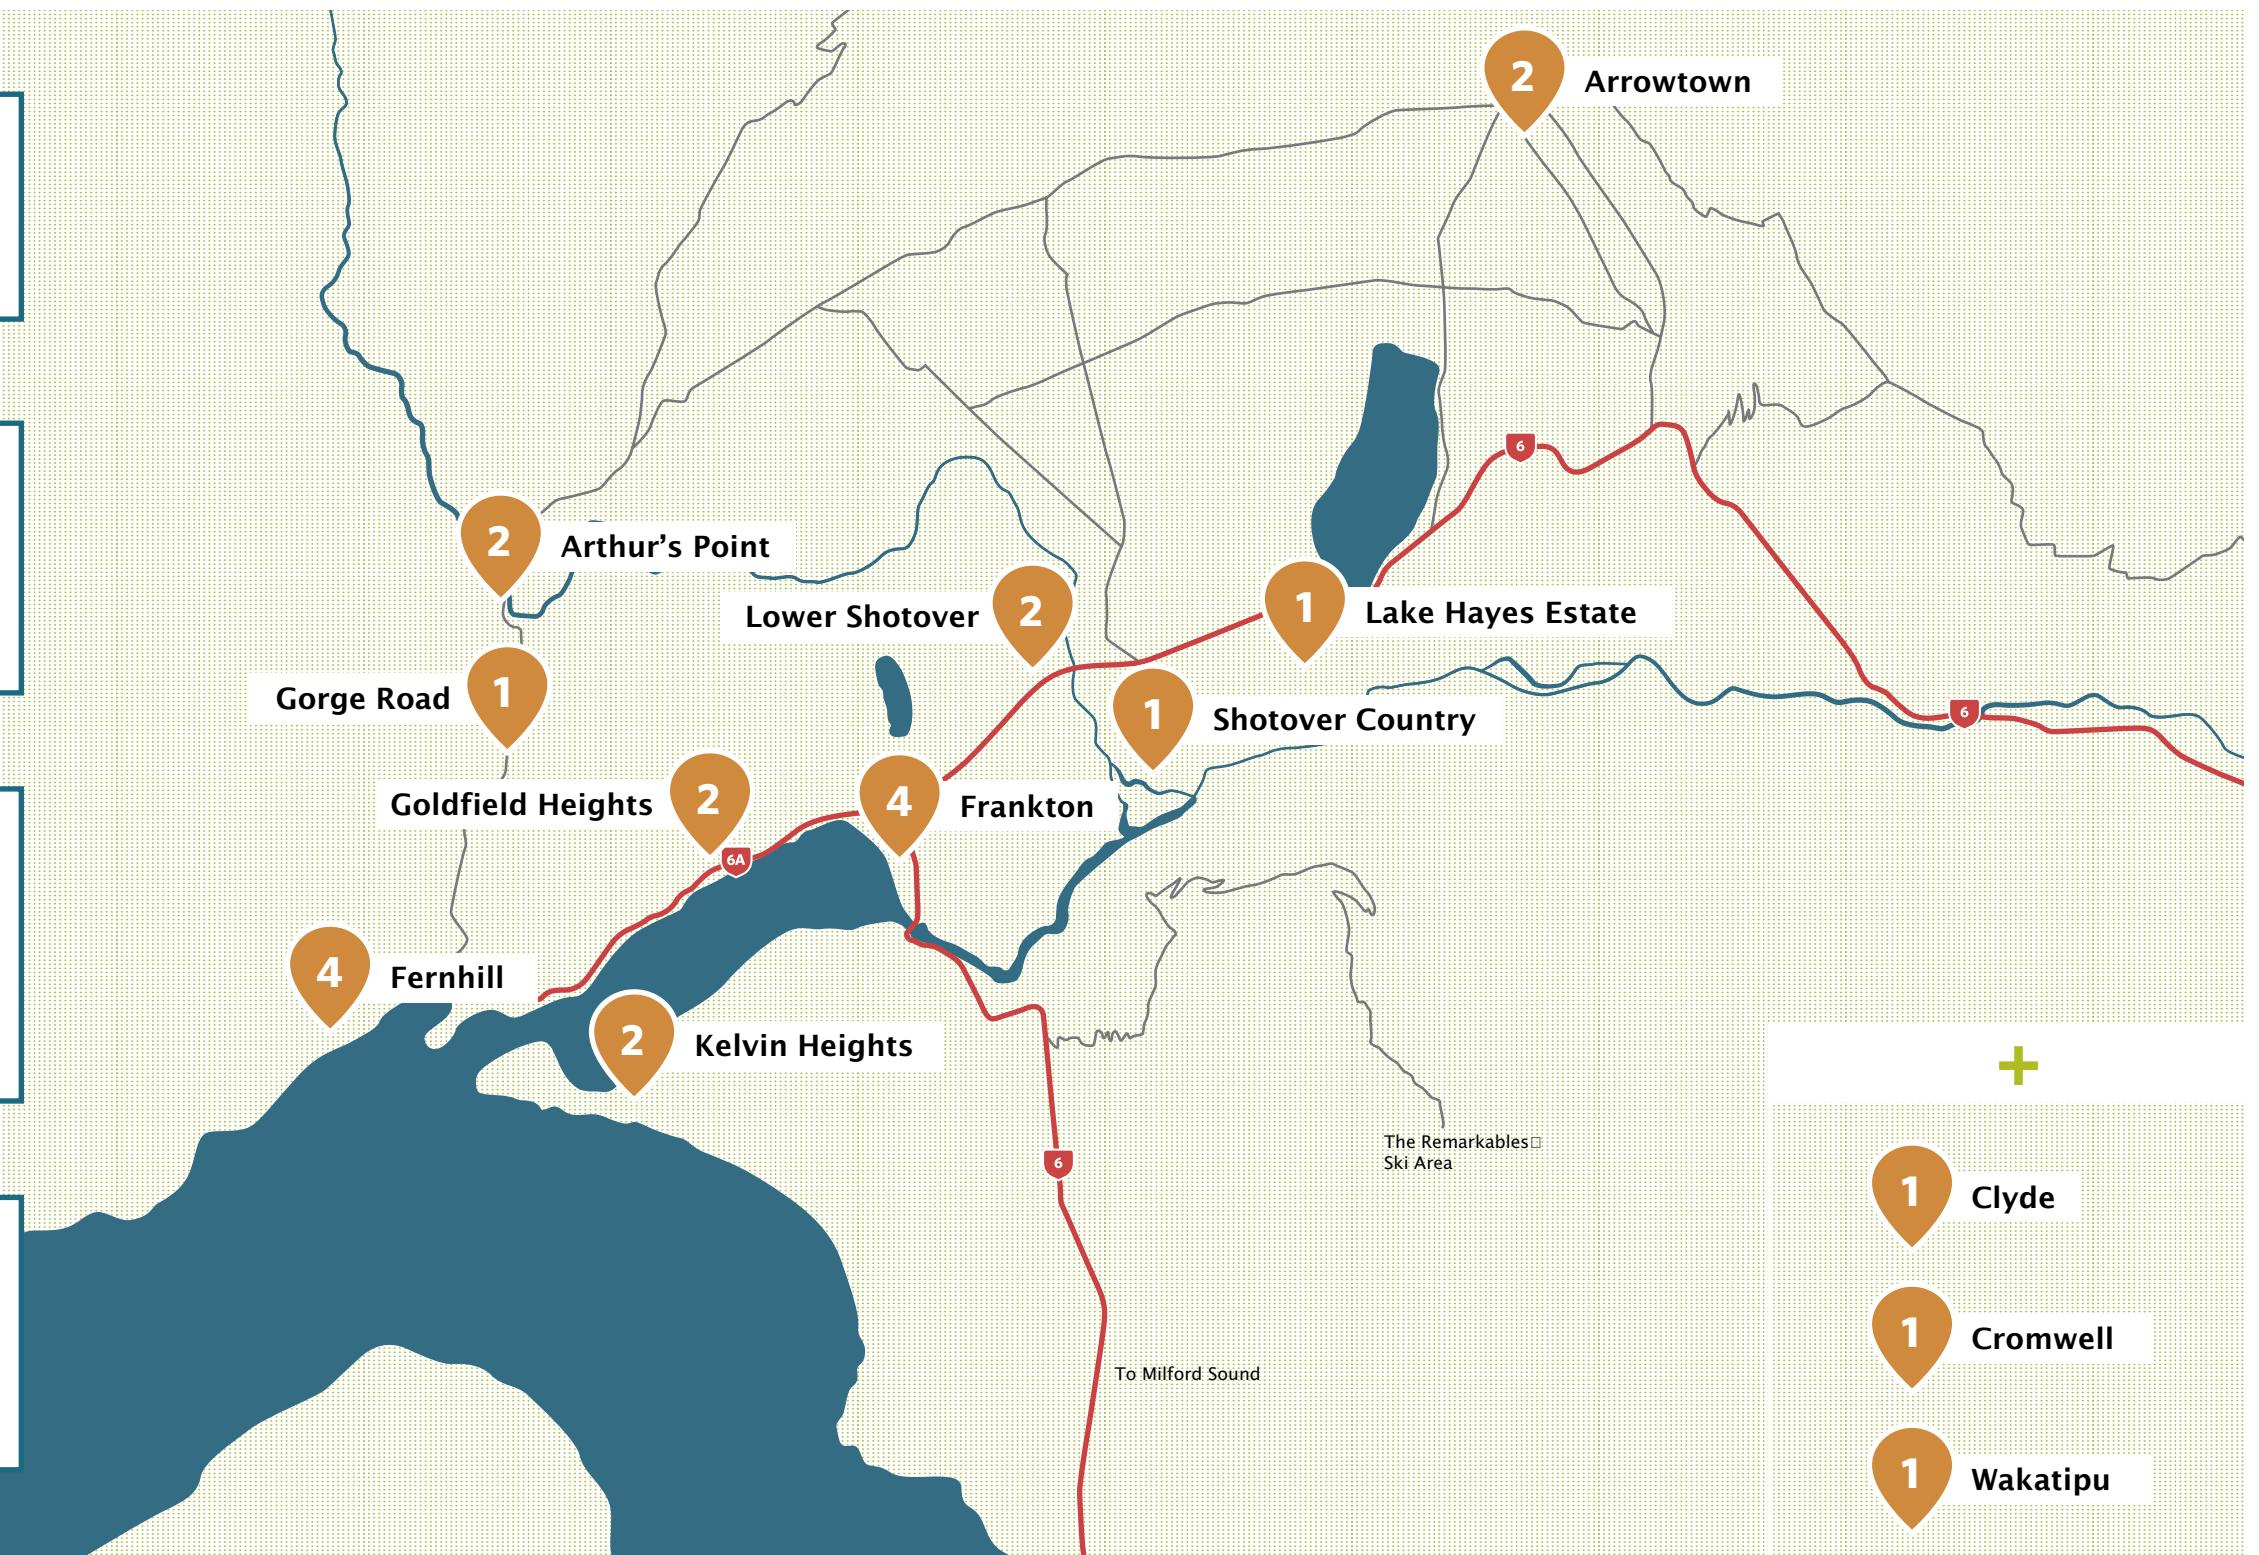 2 Arrowtown
6
2 Arthur’s Point
Lower Shotover 2
1 Lake Hayes Estate
Gorge Road 1
1 Shotover Country
6
Goldfield Heights 2
4 Frankton
6A
4 Fernhill
2 Kelvin Heights
+
The Remarkables
Ski Area
6
1 Clyde
1 Cromwell
To Milford Sound
1 Wakatipu